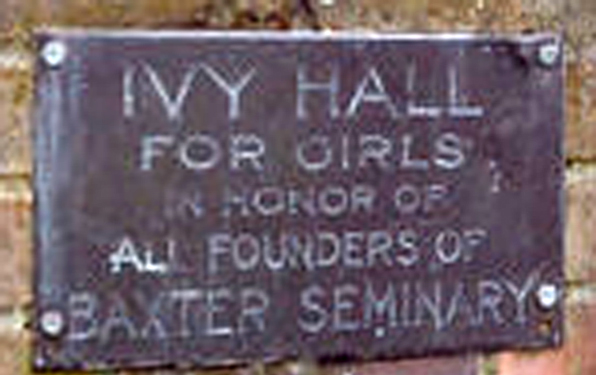 IVY HALL
FOR GIRLS
IN HONOR OF
ALL FOUNDERS OF
BAXTER SEMINARY